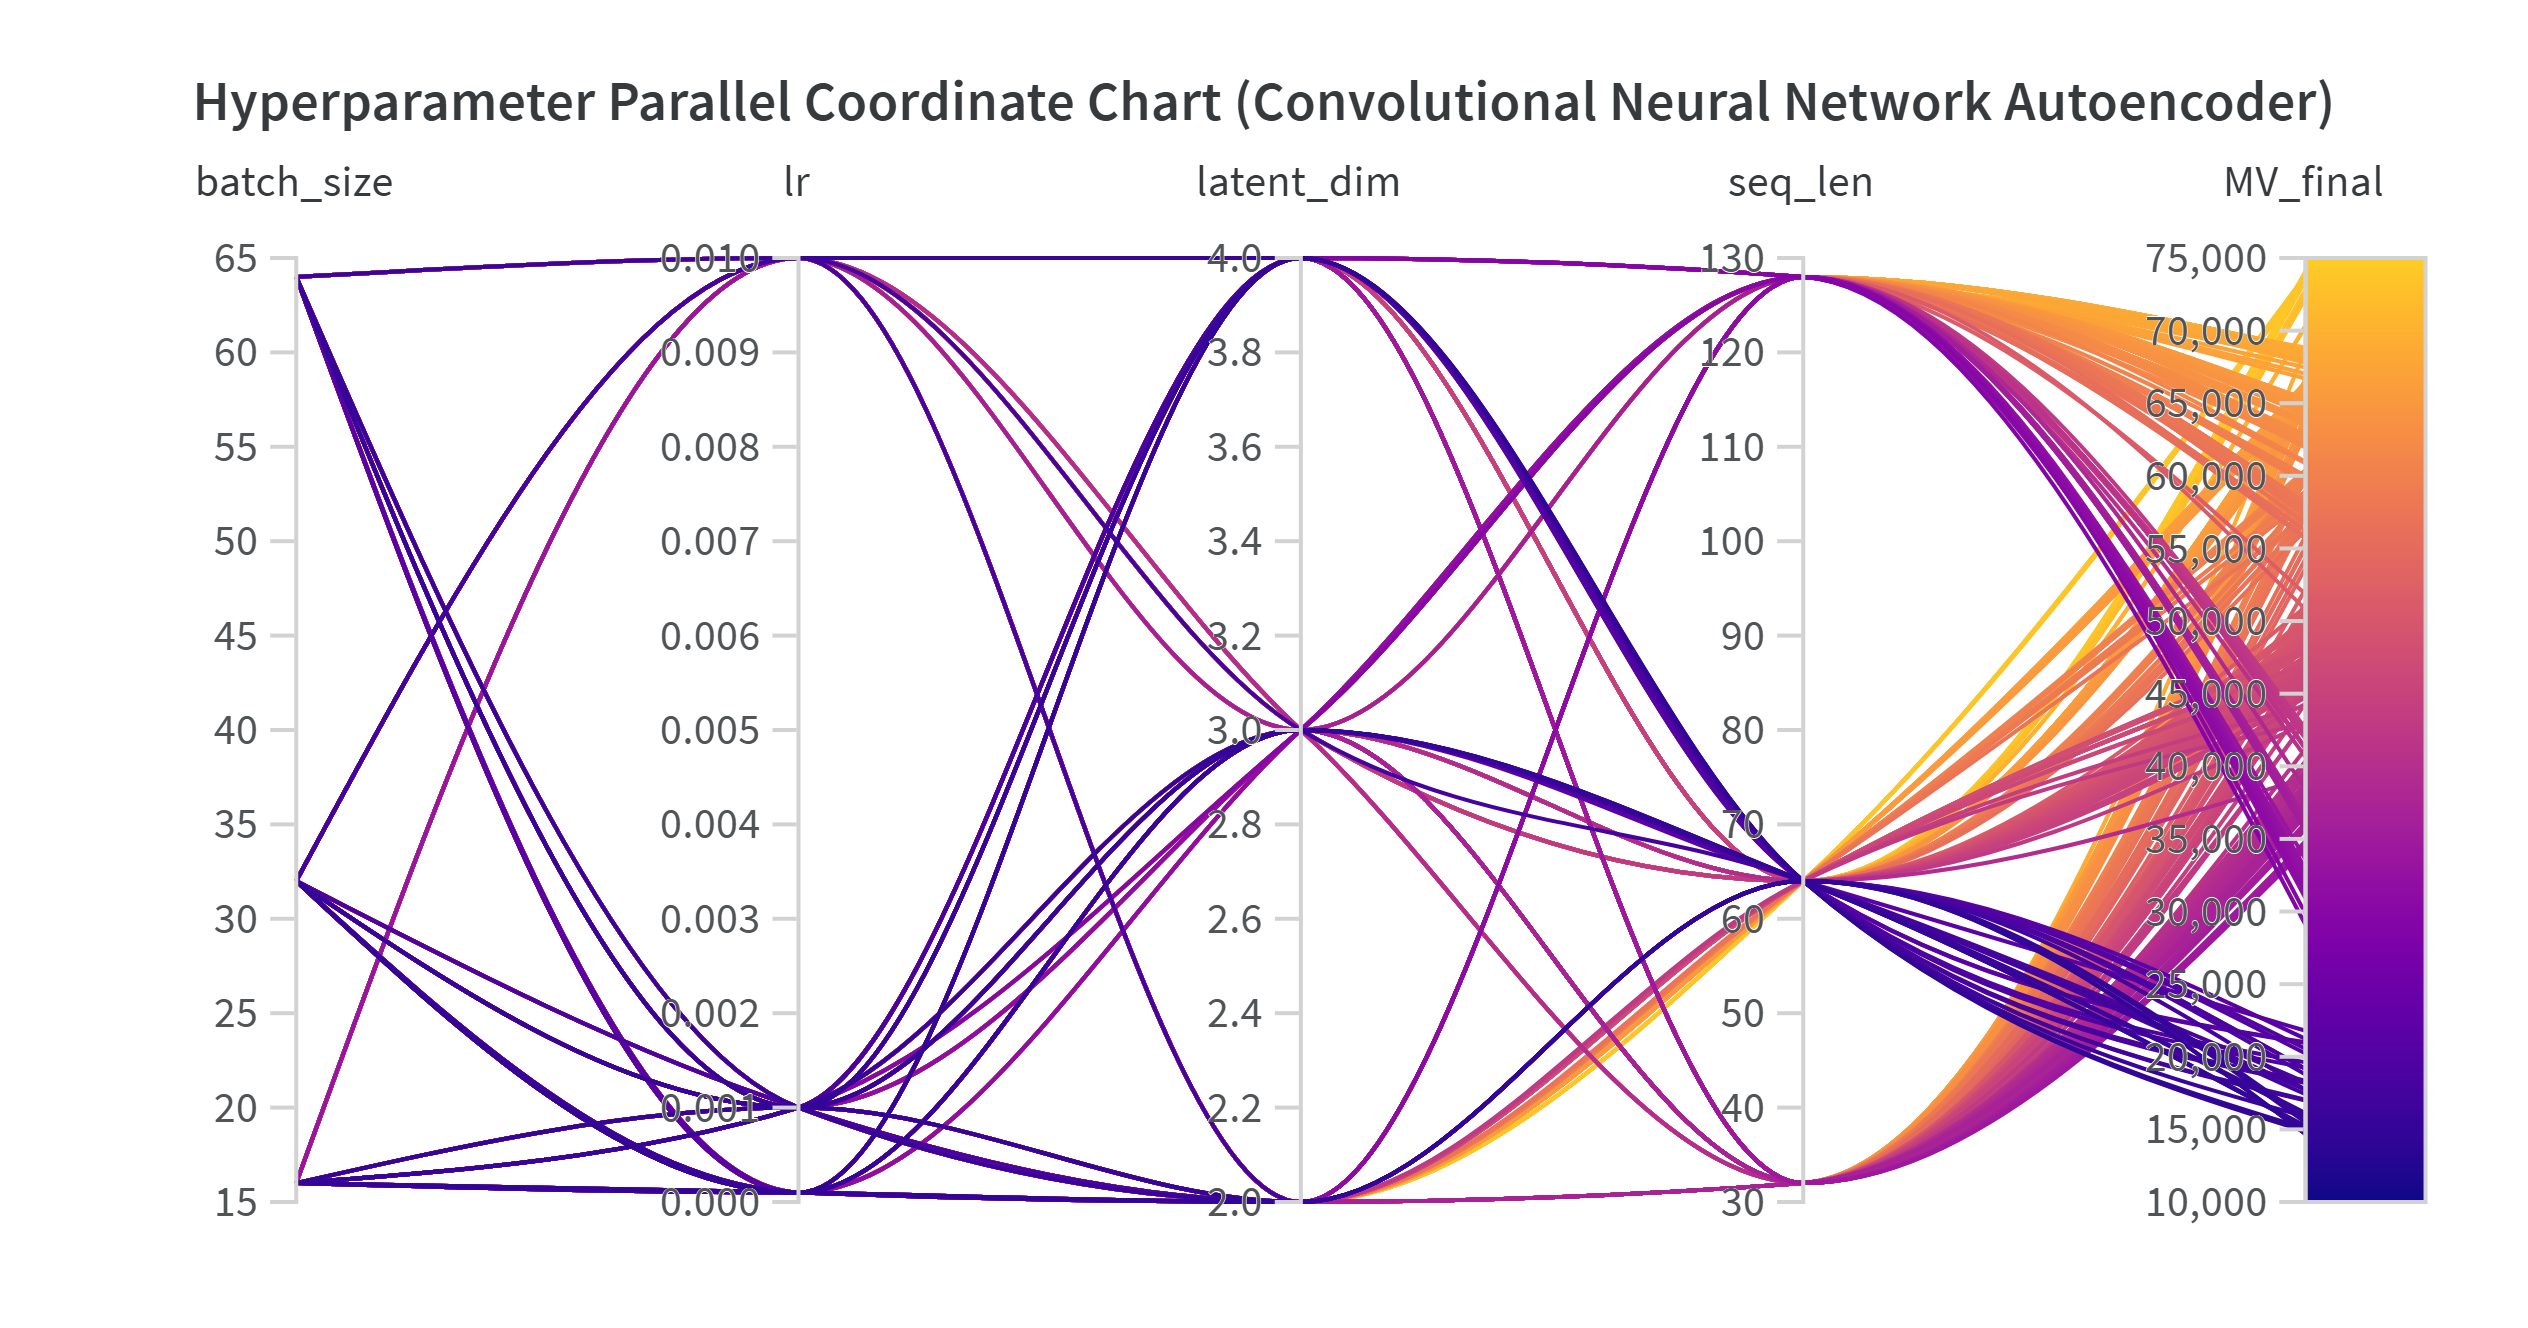 Hyperparameter Parallel Coordinate Chart (Convolutional Neural Network Autoencoder)
batch_size lr latent_dim seq_len MV_final
65 0.010 4.0 130 75,000
70,000
60 0.009 3.8 120
65,000
55 0.008 3.6 110
60,000
50 0.007 3.4 100
55,000
45 0.006 3.2 90
50,000
45,000
40 0.005 3.0 80
40,000
35 0.004 2.8 70
35,000
30 0.003 2.6 60
30,000
25,000
25 0.002 2.4 50
20,000
20 0.001 2.2 40
15,000
15 0.000 2.0 30 10,000